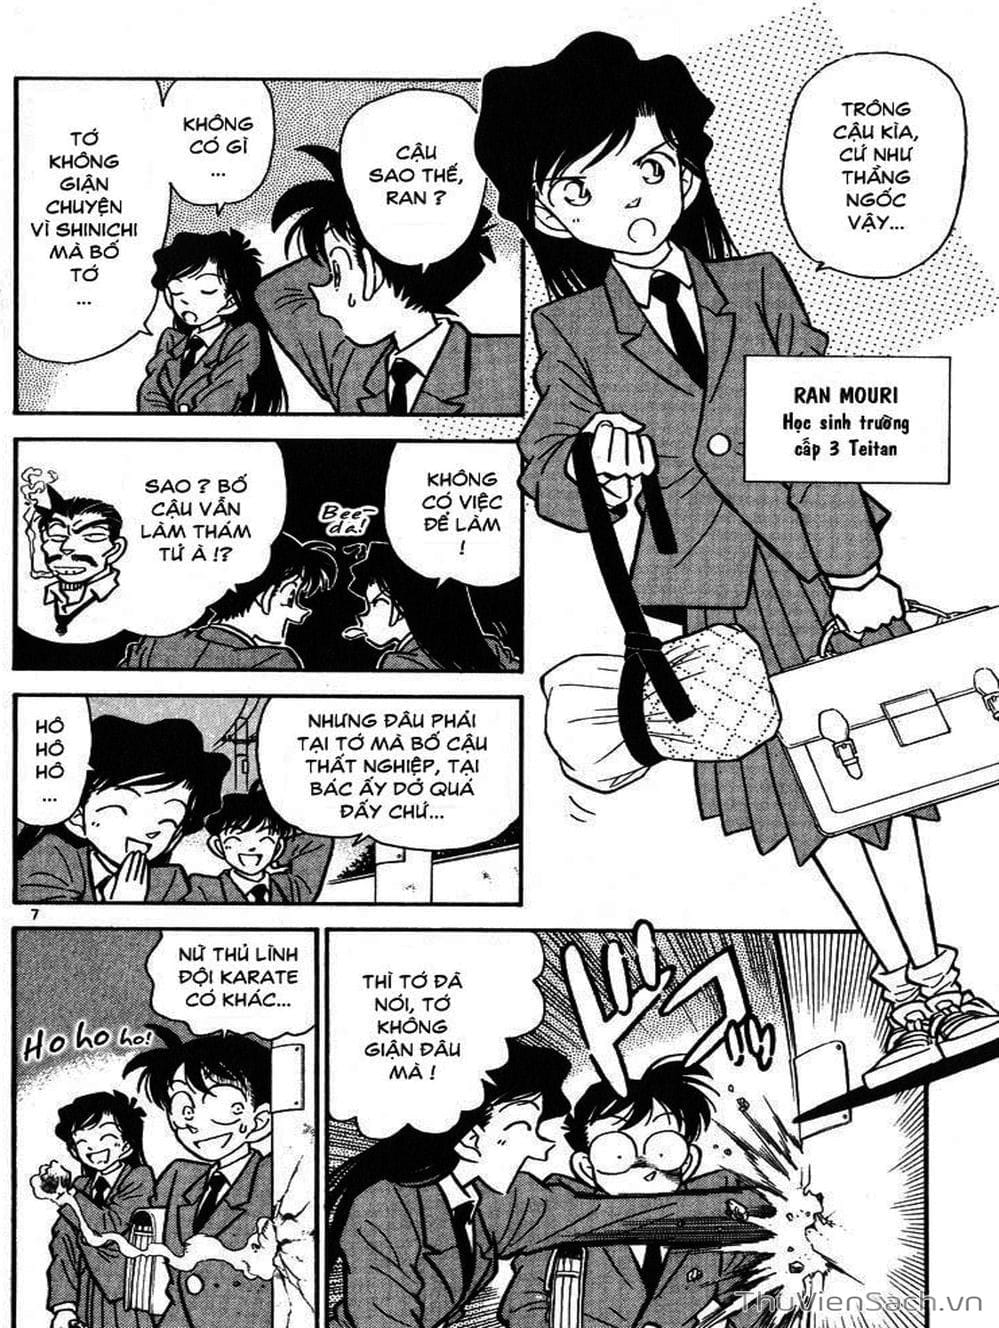 TRÔNG
CẬU KÌA,
CỨ NHƯ
THẰNG
NGỐC
VẬY...
RAN MOURI
Học sinh trường
cấp 3 Teitan
CẬU
SAO THẾ,
RAN ?
KHÔNG
CÓ GÌ
...
TỚ
KHÔNG
GIẬN
CHUYỆN
VÌ SHINICHI
MÀ BỐ
TỚ
...
KHÔNG
CÓ VIỆC
ĐỂ LÀM
!
Bee-
da!
SAO ? BỐ
CẬU VẪN
LÀM THÁM
TỬ À !?
NHƯNG ĐÂU PHẢI
TẠI TỚ MÀ BỐ CẬU
THẤT NGHIỆP, TẠI
BÁC ẤY DỞ QUÁ
ĐẤY CHỨ...
HÔ
HÔ
HÔ
...
7
THÌ TỚ ĐÃ
NÓI, TỚ
KHÔNG
GIẬN ĐÂU
MÀ !
ドゴッ
NỮ THỦ LĨNH
ĐỘI KARATE
CÓ KHÁC...
Ho ho ho!
ThuVienSach.vn